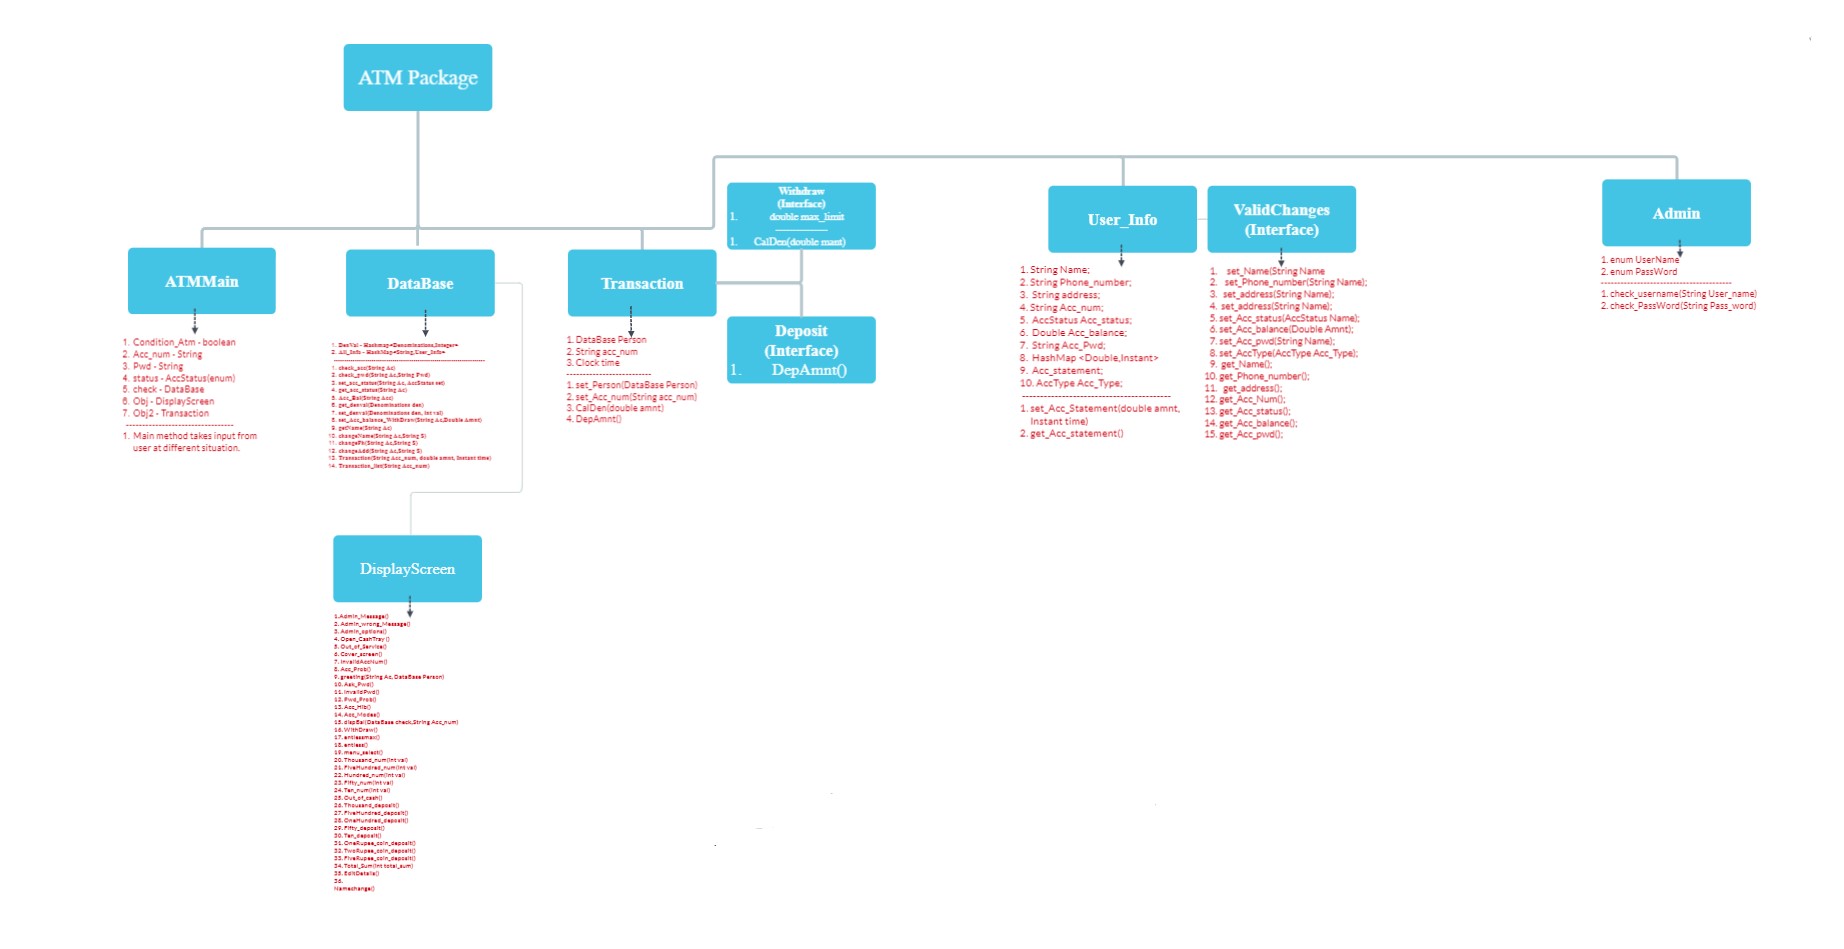 ATM Package
Withdraw
(Interface)
1. double max_limit
1. CalDen(double mant)
User_Info
ValidChanges
(Interface)
Admin
ATMMain
DataBase
Transaction
Deposit
(Interface)
1. DepAmnt()
1. Condition_Atm - boolean
2. Acc_num - String
3. Pwd - String
4. status - AccStatus(enum)
5. check - DataBase
6. Obj - DisplayScreen
7. Obj2 - Transaction
1. Main method takes input from
user at different situation.
1. DenVal - Hashmap<Denominations,Integer>
2. All_Info - HashMap<String,User_Info>
1. check_acc(String Ac)
2. check_pwd(String Ac,String Pwd)
3. set_acc_status(String Ac, AccStatus set)
4. get_acc_status(String Ac)
5. Acc_Bal(String Acc)
6. get_denval(Denominations den)
7. set_denval(Denominations den, int val)
8. set_Acc_balance_WithDraw(String Ac,Double Amnt)
9. getName(String Ac)
10. changeName(String Ac,String S)
11. changePh(String Ac,String S)
12. changeAdd(String Ac,String S)
13. Transaction(String Acc_num, double amnt, Instant time)
14. Transaction_list(String Acc_num)
1. DataBase Person
2. String acc_num
3. Clock time
1. set_Person(DataBase Person)
2. set_Acc_num(String acc_num)
3. CalDen(double amnt)
4. DepAmnt()
1. String Name;
2. String Phone_number;
3. String address;
4. String Acc_num;
5. AccStatus Acc_status;
6. Double Acc_balance;
7. String Acc_Pwd;
8. HashMap <Double,Instant>
9. Acc_statement;
10. AccType Acc_Type;
1. set_Acc_Statement(double amnt,
Instant time)
2. get_Acc_statement()
1. set_Name(String Name
2. set_Phone_number(String Name);
3. set_address(String Name);
4. set_address(String Name);
5. set_Acc_status(AccStatus Name);
6. set_Acc_balance(Double Amnt);
7. set_Acc_pwd(String Name);
8. set_AccType(AccType Acc_Type);
9. get_Name();
10. get_Phone_number();
11. get_address();
12. get_Acc_Num();
13. get_Acc_status();
14. get_Acc_balance();
15. get_Acc_pwd();
1. enum UserName
2. enum PassWord
1. check_username(String User_name)
2. check_PassWord(String Pass_word)
DisplayScreen
1.Admin_Message()
2. Admin_wrong_Message()
3. Admin_options()
4. Open_CashTray ()
5. Out_of_Service()
6. Cover_screen()
7. InvalidAccNum()
8. Acc_Prob()
9. greeting(String Ac, DataBase Person)
10. Ask_Pwd()
11. InvalidPwd()
12. Pwd_Prob()
13. Acc_Hib()
14. Acc_Modes()
15. dispBal(DataBase check,String Acc_num)
16. WithDraw()
17. entlessmax()
18. entless()
19. menu_select()
20. Thousand_num(int val)
21. FiveHundred_num(int val)
22. Hundred_num(int val)
23. Fifty_num(int val)
24. Ten_num(int val)
25. Out_of_cash()
26. Thousand_deposit()
27. FiveHundred_deposit()
28. OneHundred_deposit()
29. Fifty_deposit()
30. Ten_deposit()
31. OneRupee_coin_deposit()
32. TwoRupee_coin_deposit()
33. FiveRupee_coin_deposit()
34. Total_Sum(int total_sum)
35. EditDetails()
36.
Namechange()